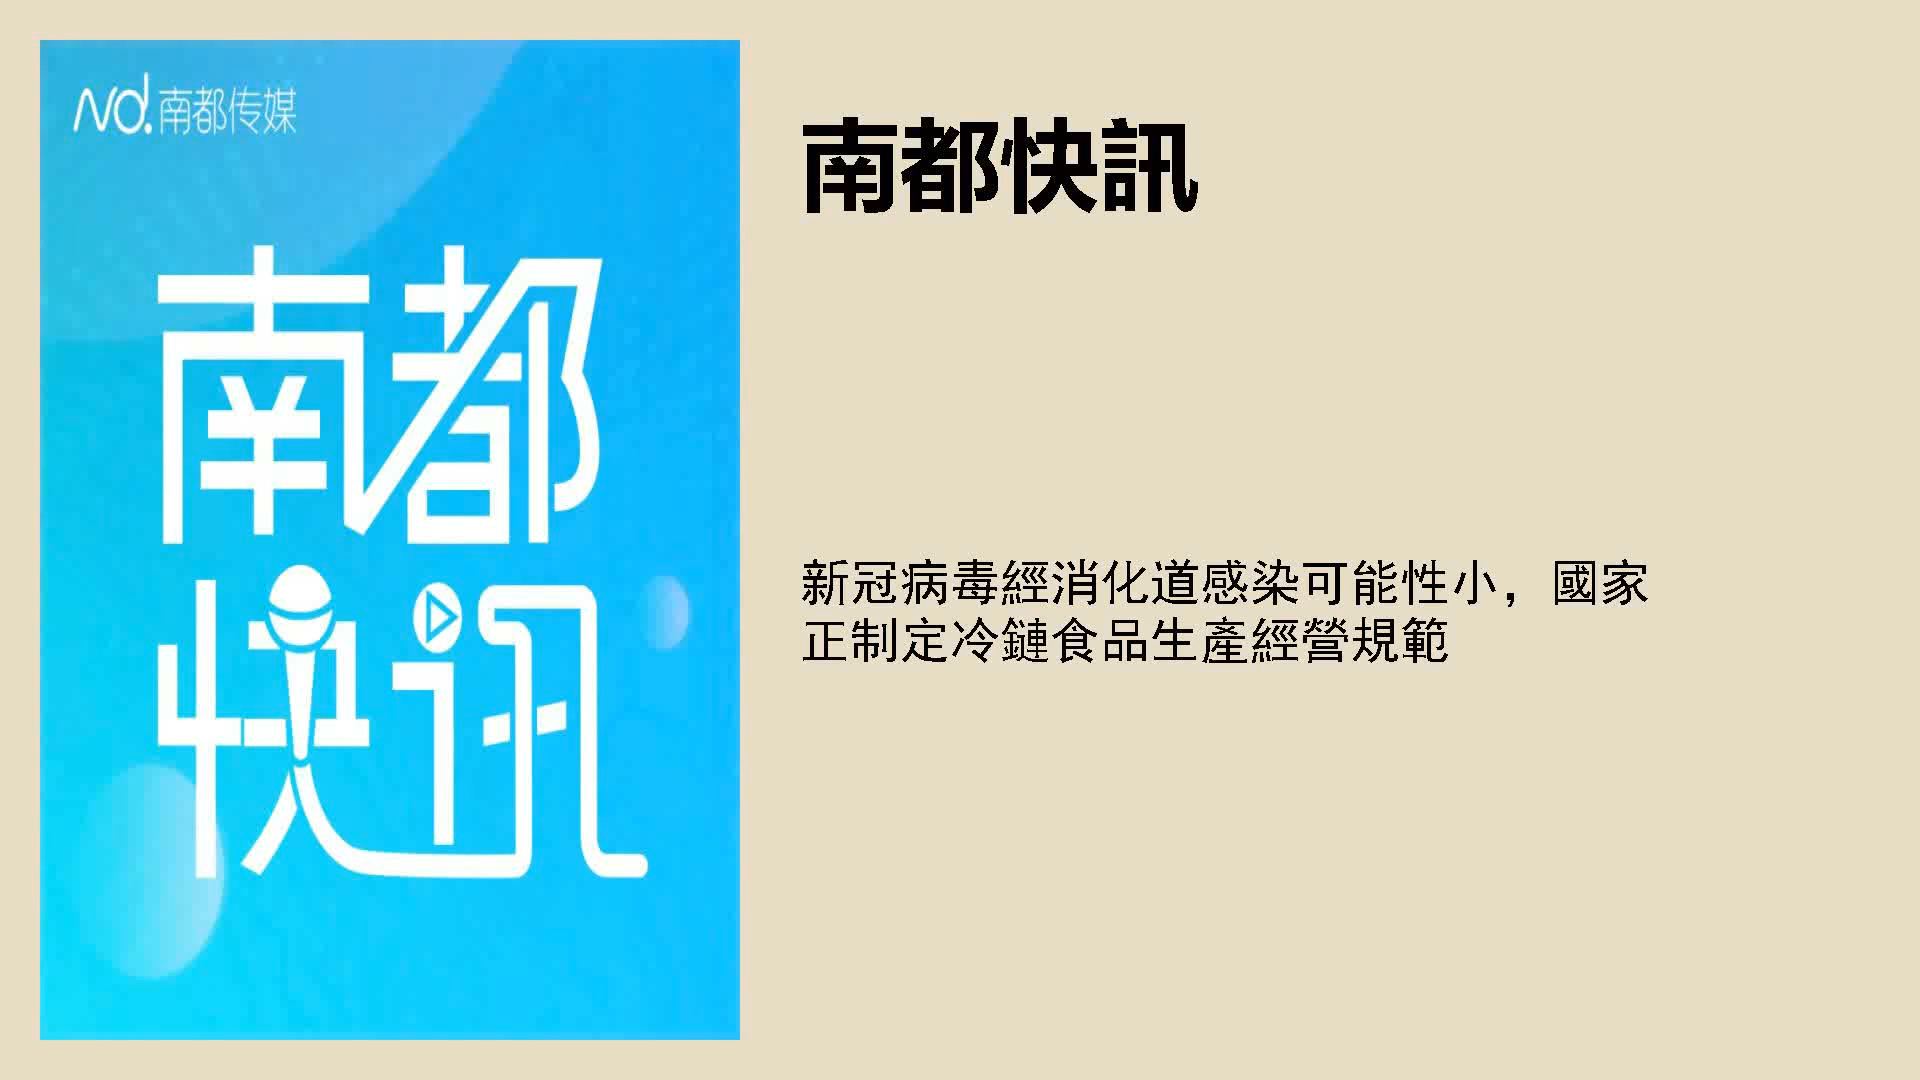 Nd.南都传媒
南都
快讯
南都快訊
新冠病毒經消化道感染可能性小，國家
正制定冷鏈食品生產經營規範